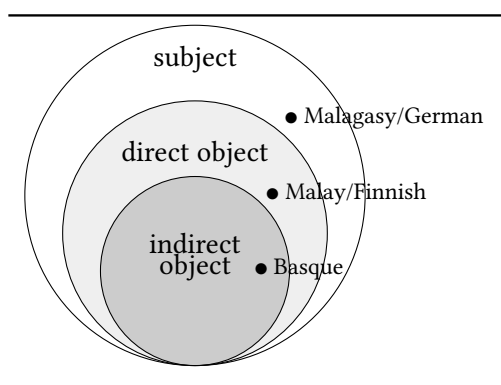 subject
● Malagasy/German
direct object
● Malay/Finnish
indirect
object
● Basque